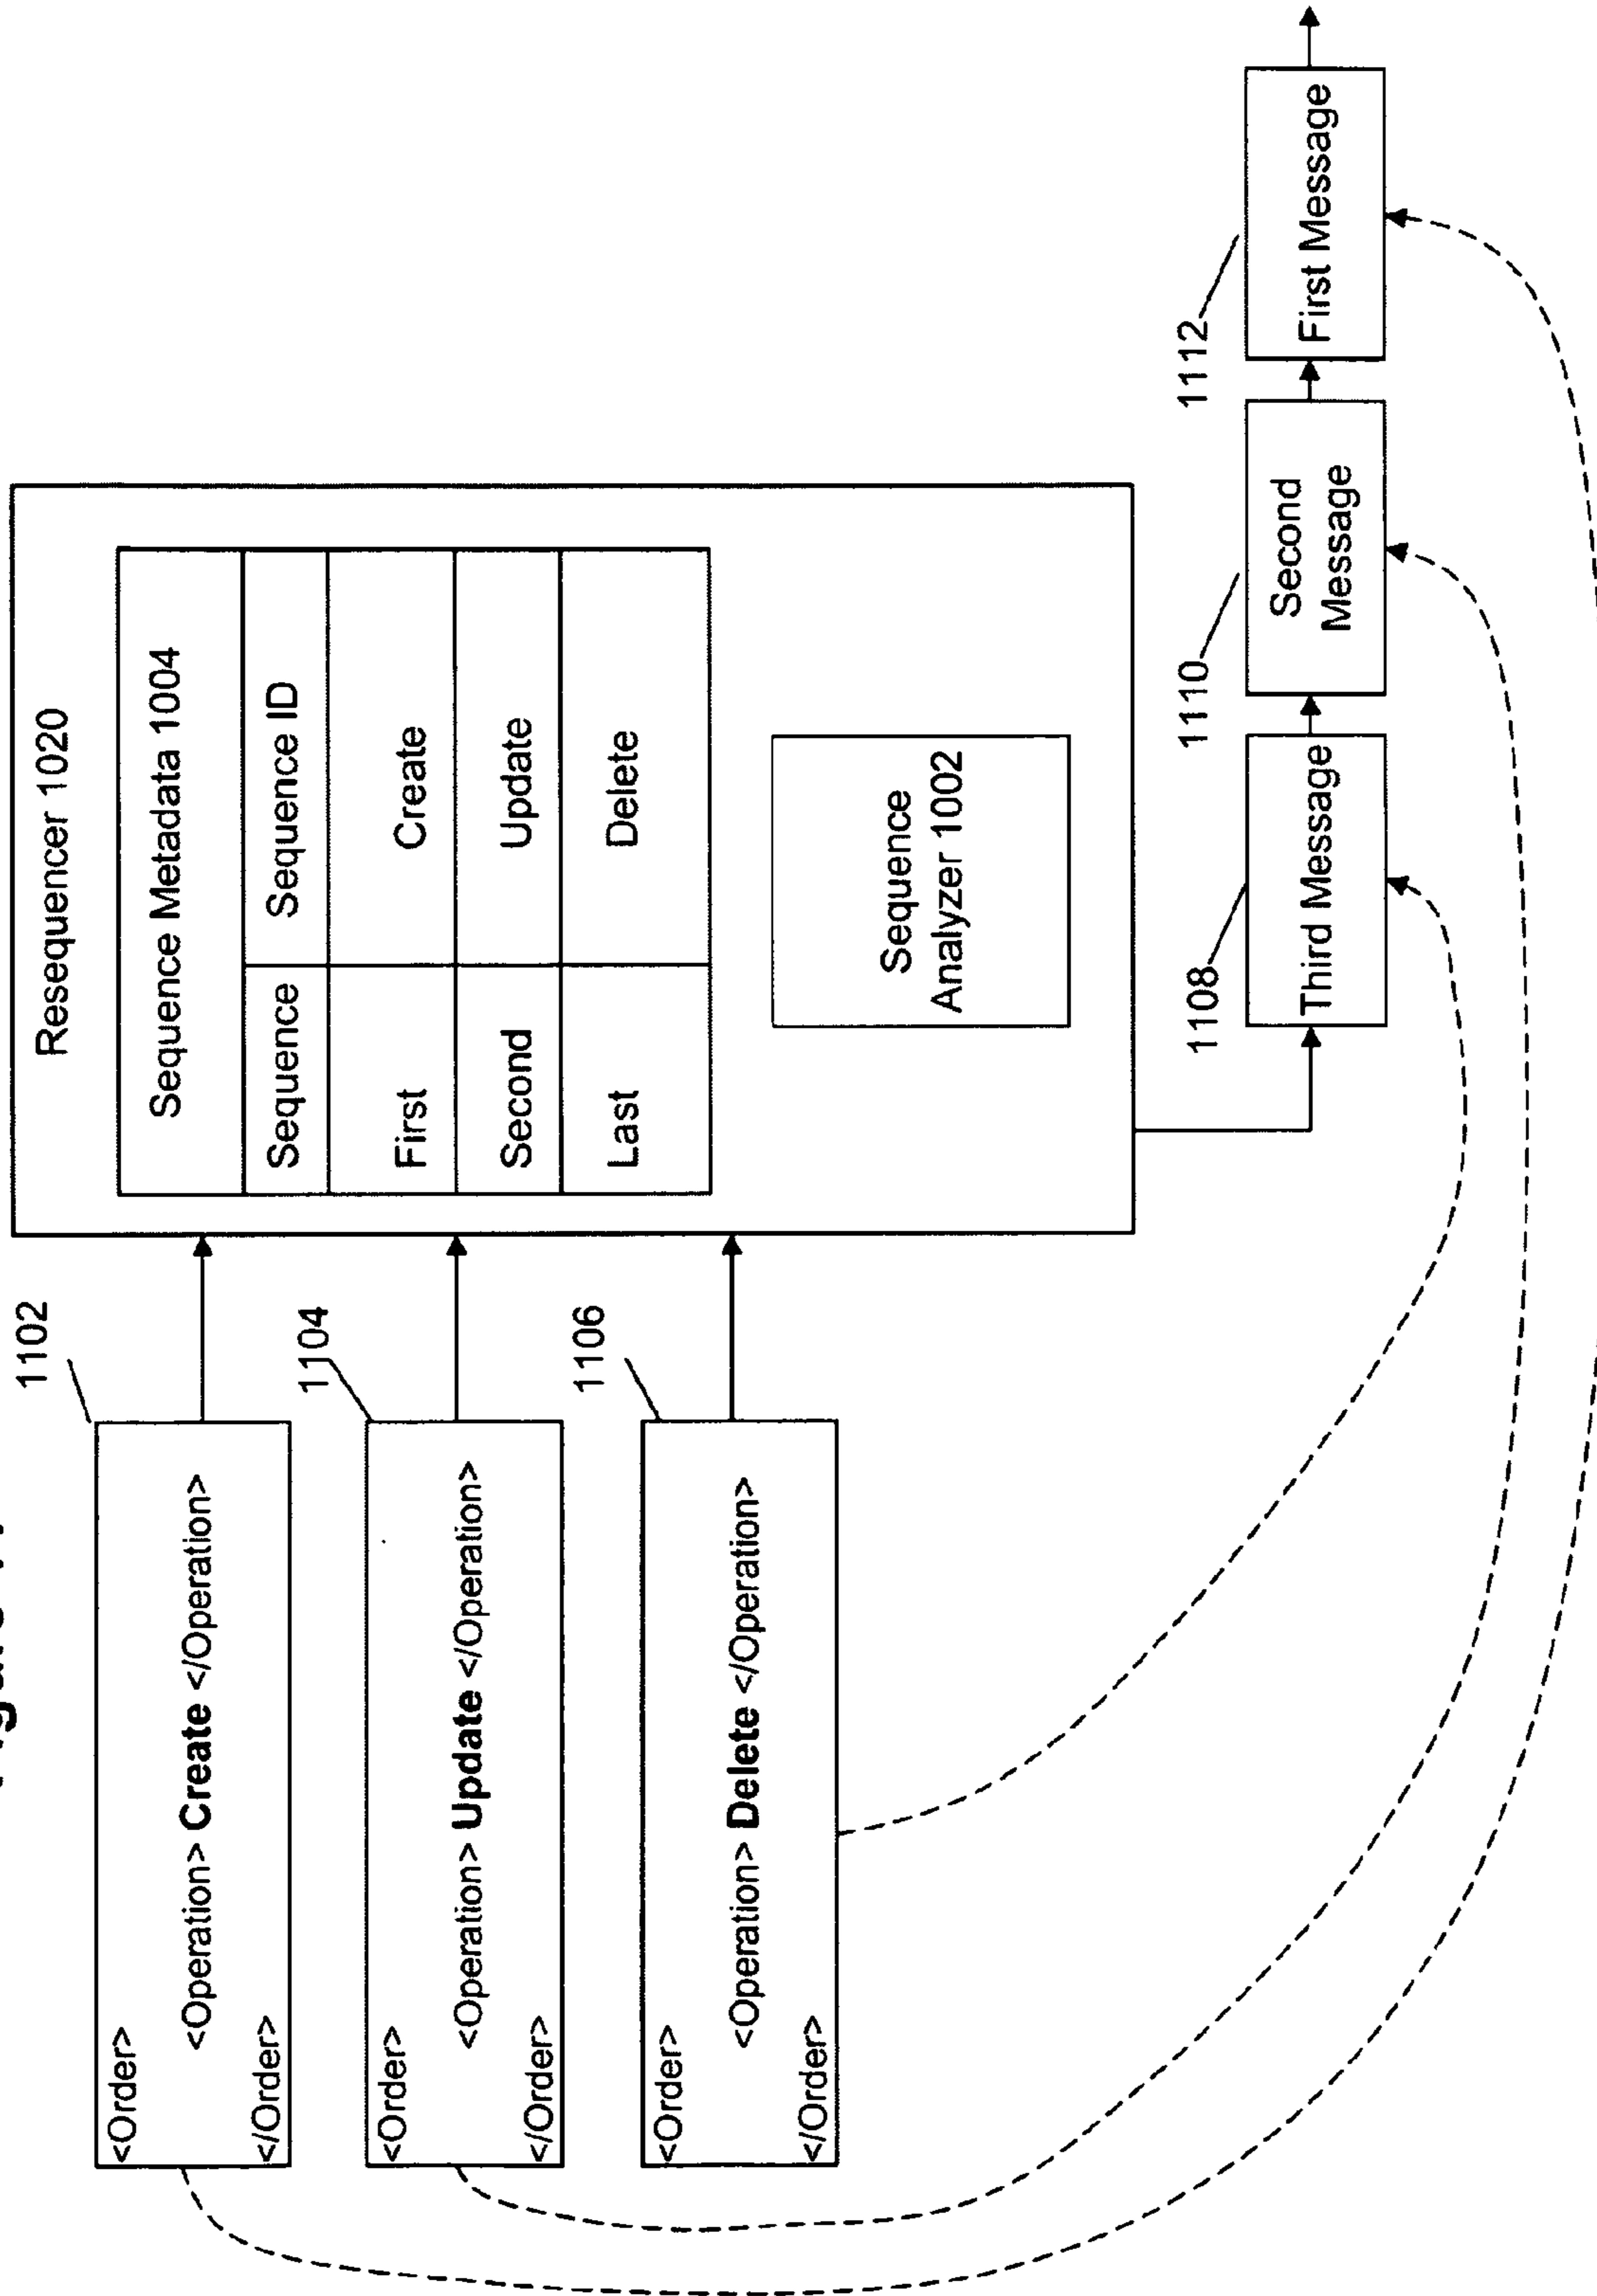 1102
<Order>
<Operation> Create </Operation>
</Order>
1104
<Order>
<Operation> Update </Operation>
</Order>
1106
<Order>
<Operation> Delete </Operation>
</Order>
Resequencer 1020
Sequence Metadata 1004
Sequence Sequence ID
First Create
Second Update
Last Delete
Sequence
Analyzer 1002
1108
Third Message
1110
Second
Message
1112
First Message